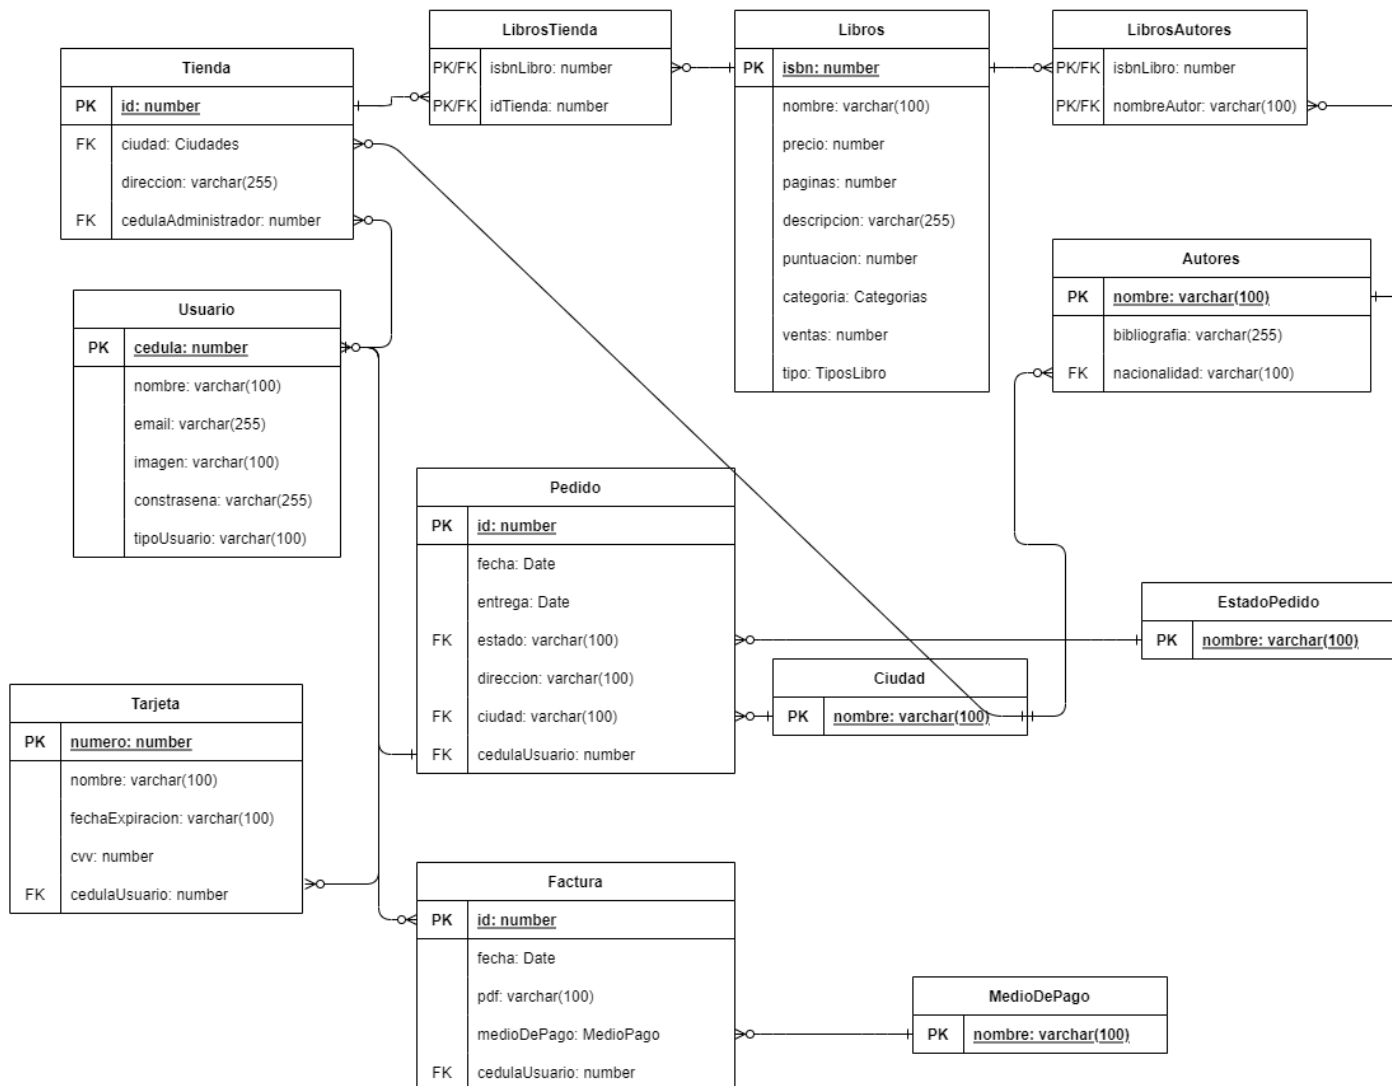 LibrosTienda
PK/FK isbnLibro: number
PK/FK idTienda: number
Libros
PK isbn: number
nombre: varchar(100)
precio: number
paginas: number
descripcion: varchar(255)
puntuacion: number
categoria: Categorias
ventas: number
tipo: TiposLibro
LibrosAutores
PK/FK isbnLibro: number
PK/FK nombreAutor: varchar(100)
Tienda
PK id: number
FK ciudad: Ciudades
direccion: varchar(255)
FK cedulaAdministrador: number
Autores
PK nombre: varchar(100)
bibliografia: varchar(255)
FK nacionalidad: varchar(100)
Usuario
PK cedula: number
nombre: varchar(100)
email: varchar(255)
imagen: varchar(100)
constrasena: varchar(255)
tipoUsuario: varchar(100)
Pedido
PK id: number
fecha: Date
entrega: Date
FK estado: varchar(100)
direccion: varchar(100)
FK ciudad: varchar(100)
FK cedulaUsuario: number
EstadoPedido
PK nombre: varchar(100)
Ciudad
PK nombre: varchar(100)
Tarjeta
PK numero: number
nombre: varchar(100)
fechaExpiracion: varchar(100)
cvv: number
FK cedulaUsuario: number
Factura
PK id: number
fecha: Date
pdf: varchar(100)
medioDePago: MedioPago
FK cedulaUsuario: number
MedioDePago
PK nombre: varchar(100)